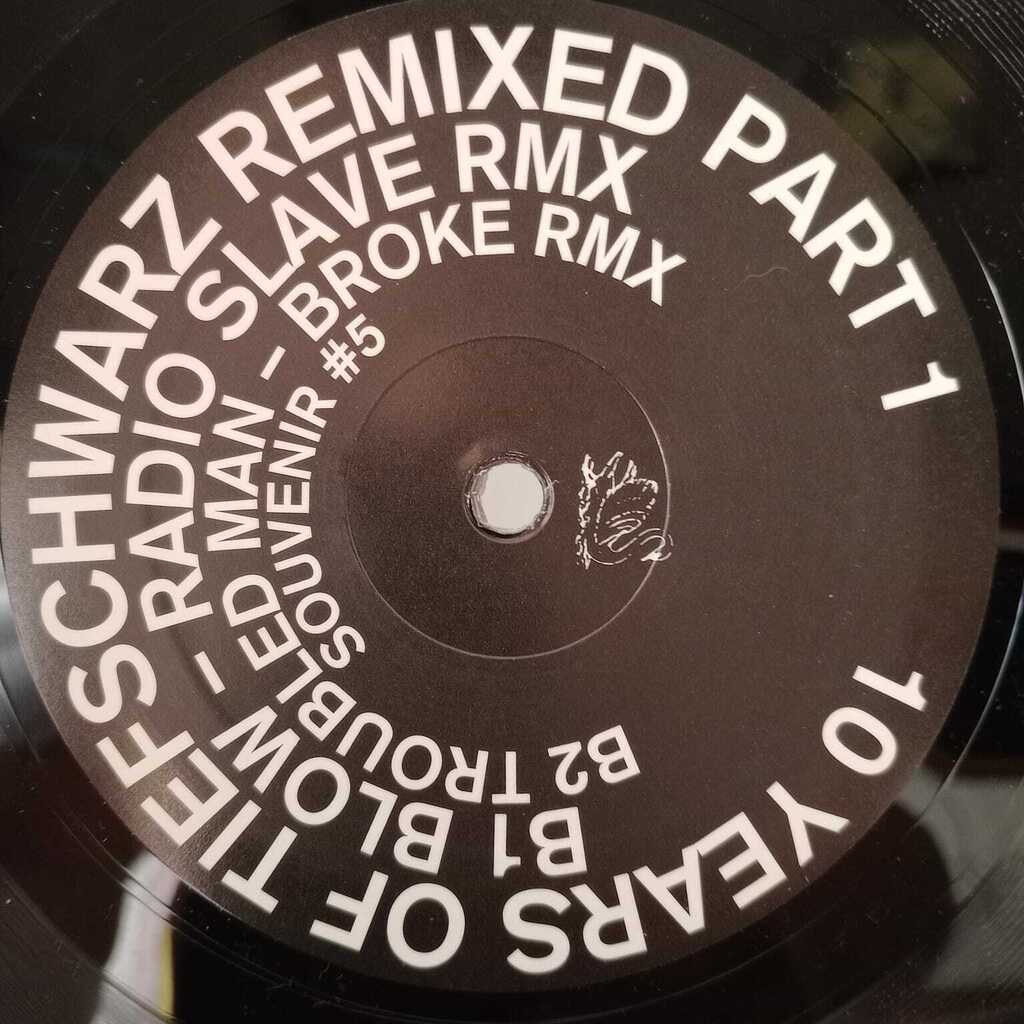 10 YEARS OF TIEFSCHWARZ REMIXED PART 1
B1 BLOW – RADIO SLAVE RMX
B2 TROUBLED MAN – BROKE RMX
SOUVENIR #5